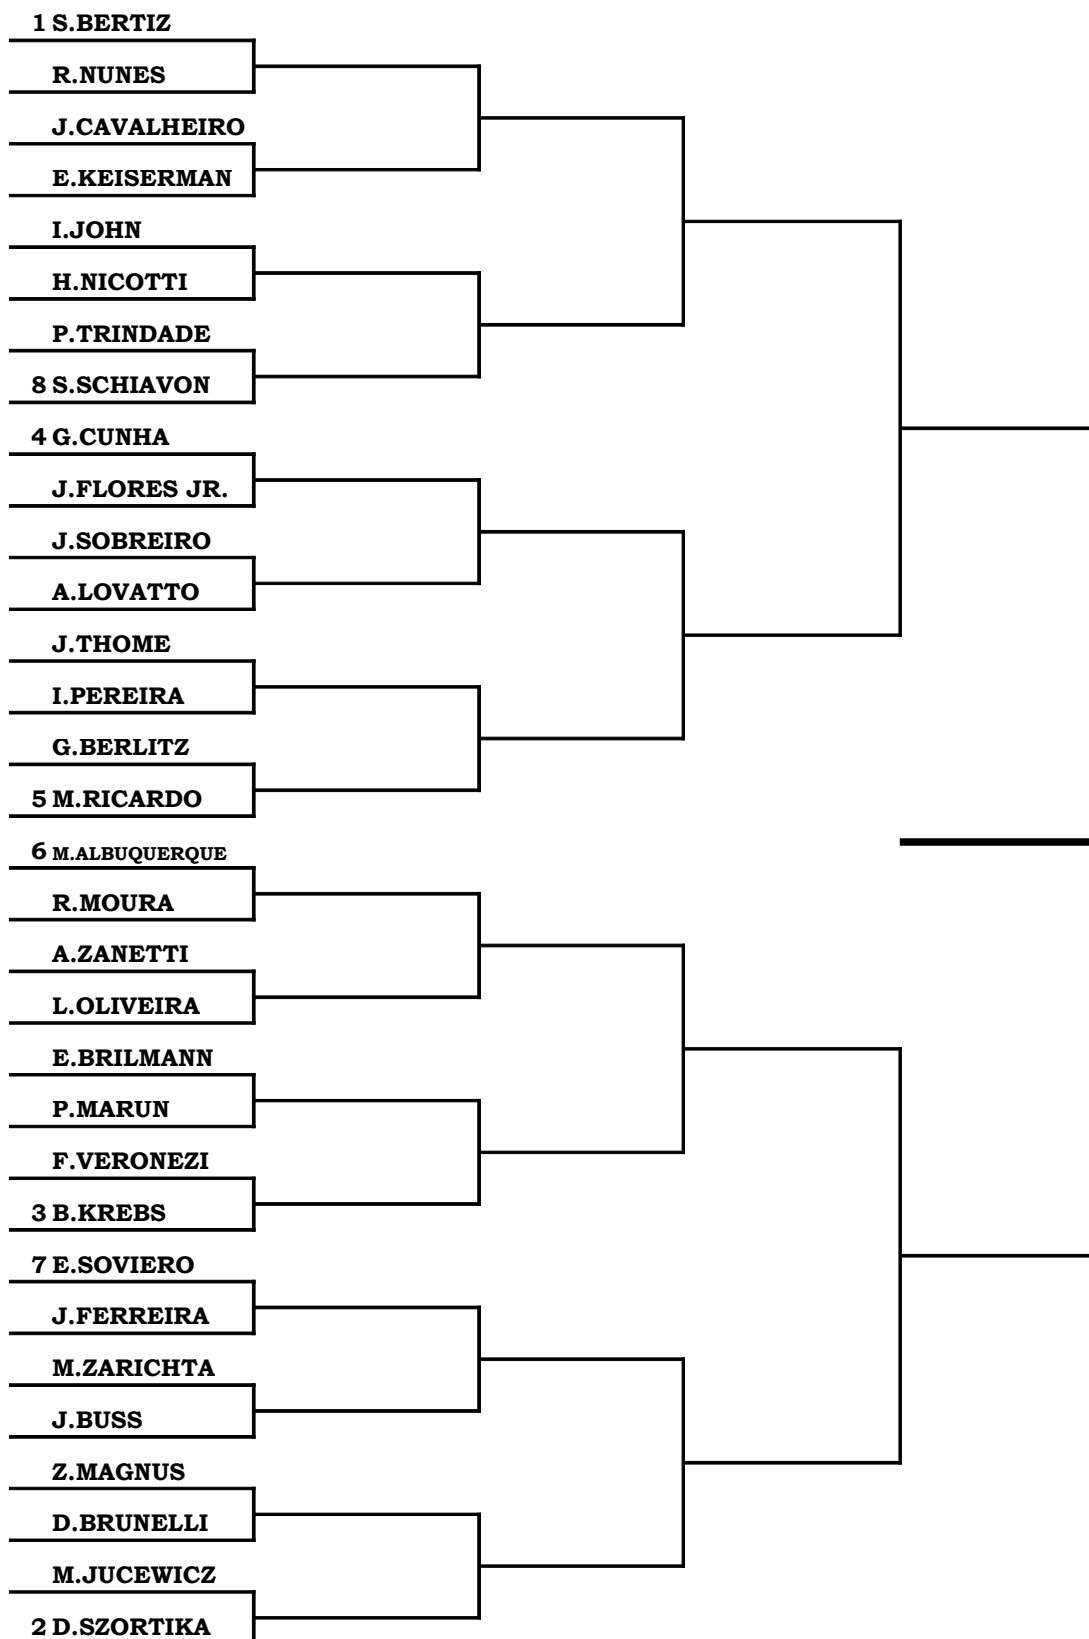 1 S.BERTIZ
R.NUNES
J.CAVALHEIRO
E.KEISERMAN
I.JOHN
H.NICOTTI
P.TRINDADE
8 S.SCHIAVON
4 G.CUNHA
J.FLORES JR.
J.SOBREIRO
A.LOVATTO
J.THOME
I.PEREIRA
G.BERLITZ
5 M.RICARDO
6 M.ALBUQUERQUE
R.MOURA
A.ZANETTI
L.OLIVEIRA
E.BRILMANN
P.MARUN
F.VERONEZI
3 B.KREBS
7 E.SOVIERO
J.FERREIRA
M.ZARICHTA
J.BUSS
Z.MAGNUS
D.BRUNELLI
M.JUCEWICZ
2 D.SZORTIKA